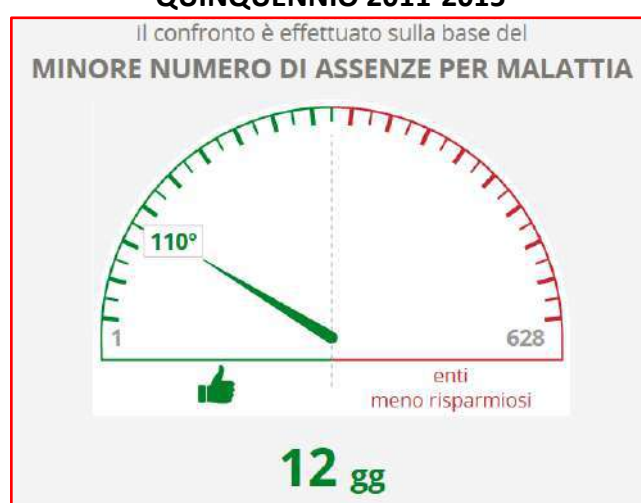 QUINQUENNIO 2011-2015
Il confronto è effettuato sulla base del
MINORE NUMERO DI ASSENZE PER MALATTIA
110°
1
628
enti
meno risparmiosi
12 gg